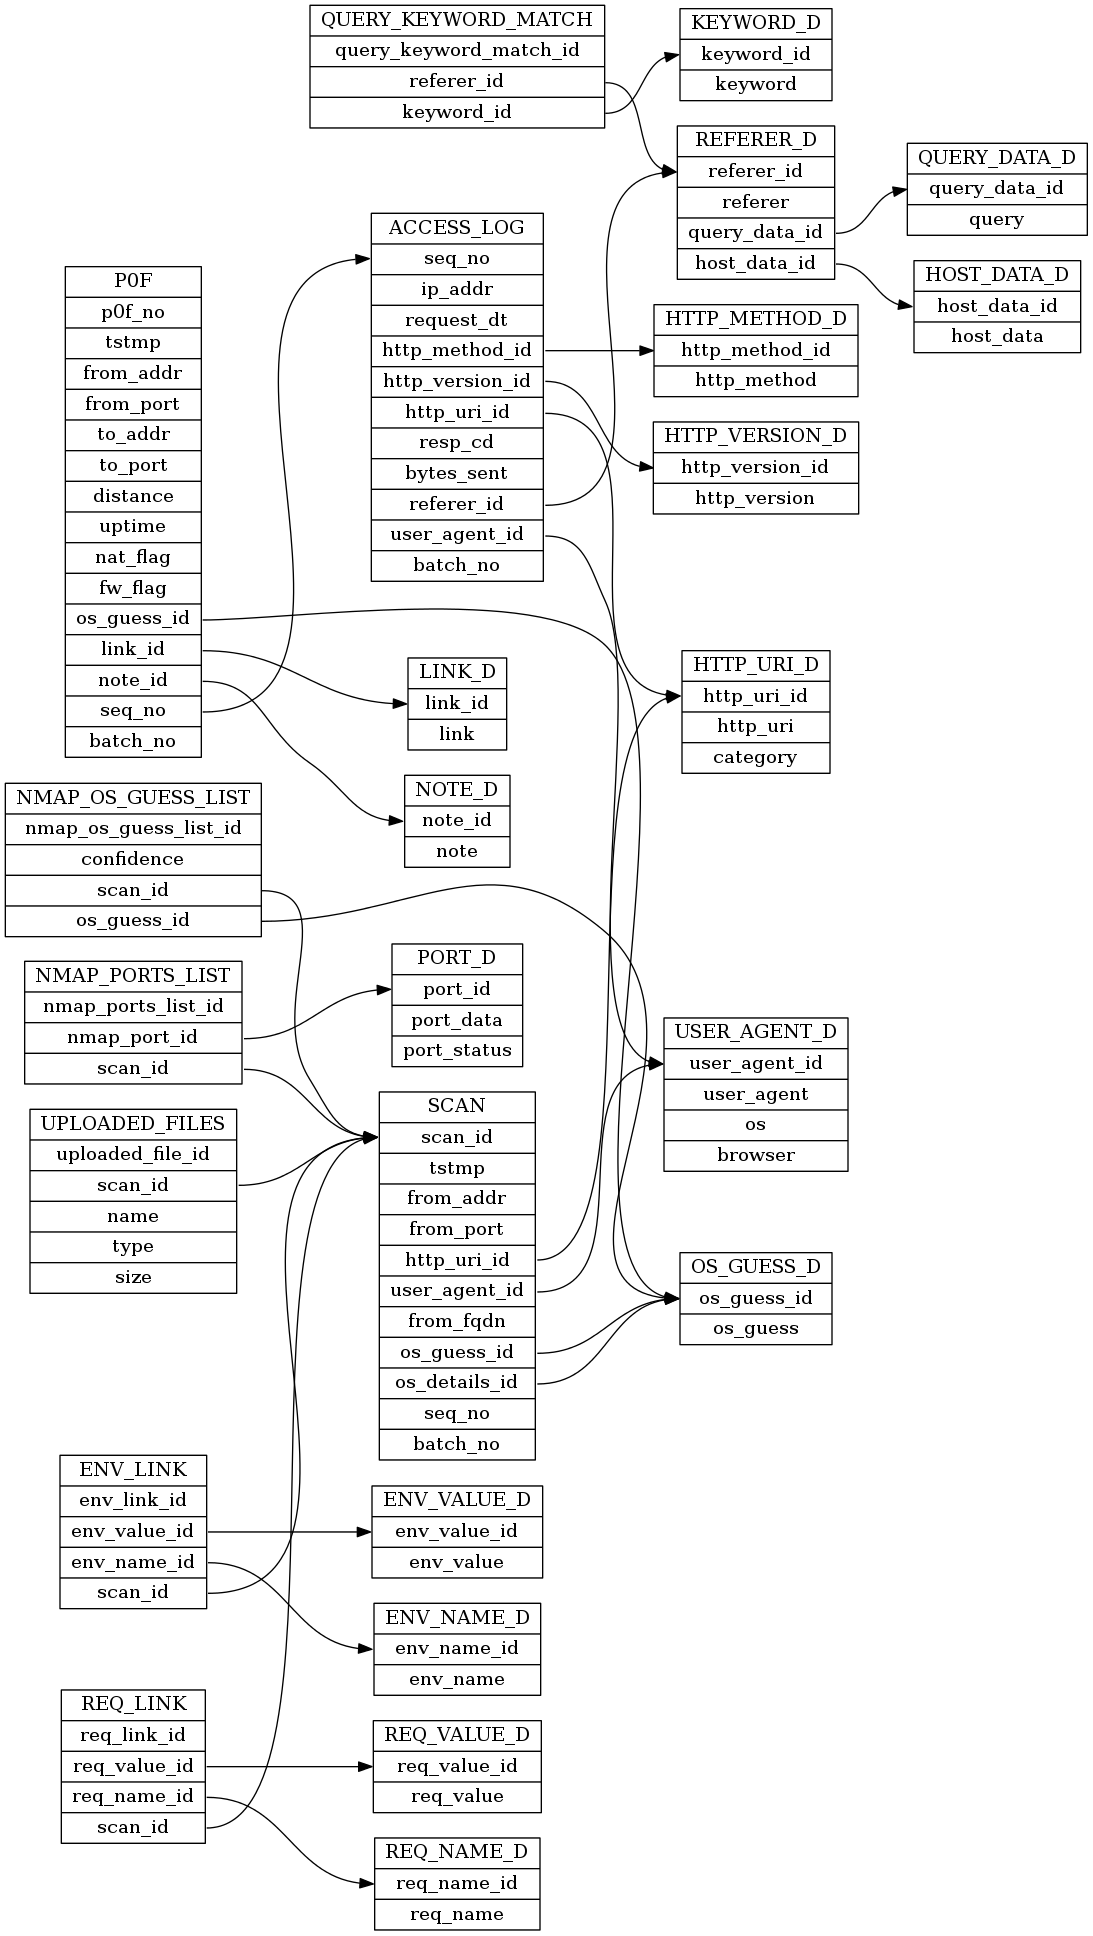 QUERY_KEYWORD_MATCH
query_keyword_match_id
referer_id
keyword_id
KEYWORD_D
keyword_id
keyword
REFERER_D
referer_id
referer
query_data_id
host_data_id
QUERY_DATA_D
query_data_id
query
HOST_DATA_D
host_data_id
host_data
ACCESS_LOG
seq_no
ip_addr
request_dt
http_method_id
http_version_id
http_uri_id
resp_cd
bytes_sent
referer_id
user_agent_id
batch_no
HTTP_METHOD_D
http_method_id
http_method
HTTP_VERSION_D
http_version_id
http_version
P0F
p0f_no
tstmp
from_addr
from_port
to_addr
to_port
distance
uptime
nat_flag
fw_flag
os_guess_id
link_id
note_id
seq_no
batch_no
LINK_D
link_id
link
HTTP_URI_D
http_uri_id
http_uri
category
NOTE_D
note_id
note
NMAP_OS_GUESS_LIST
nmap_os_guess_list_id
confidence
scan_id
os_guess_id
NMAP_PORTS_LIST
nmap_ports_list_id
nmap_port_id
scan_id
PORT_D
port_id
port_data
port_status
USER_AGENT_D
user_agent_id
user_agent
os
browser
UPLOADED_FILES
uploaded_file_id
scan_id
name
type
size
SCAN
scan_id
tstmp
from_addr
from_port
http_uri_id
user_agent_id
from_fqdn
os_guess_id
os_details_id
seq_no
batch_no
OS_GUESS_D
os_guess_id
os_guess
ENV_LINK
env_link_id
env_value_id
env_name_id
scan_id
ENV_VALUE_D
env_value_id
env_value
ENV_NAME_D
env_name_id
env_name
REQ_LINK
req_link_id
req_value_id
req_name_id
scan_id
REQ_VALUE_D
req_value_id
req_value
REQ_NAME_D
req_name_id
req_name